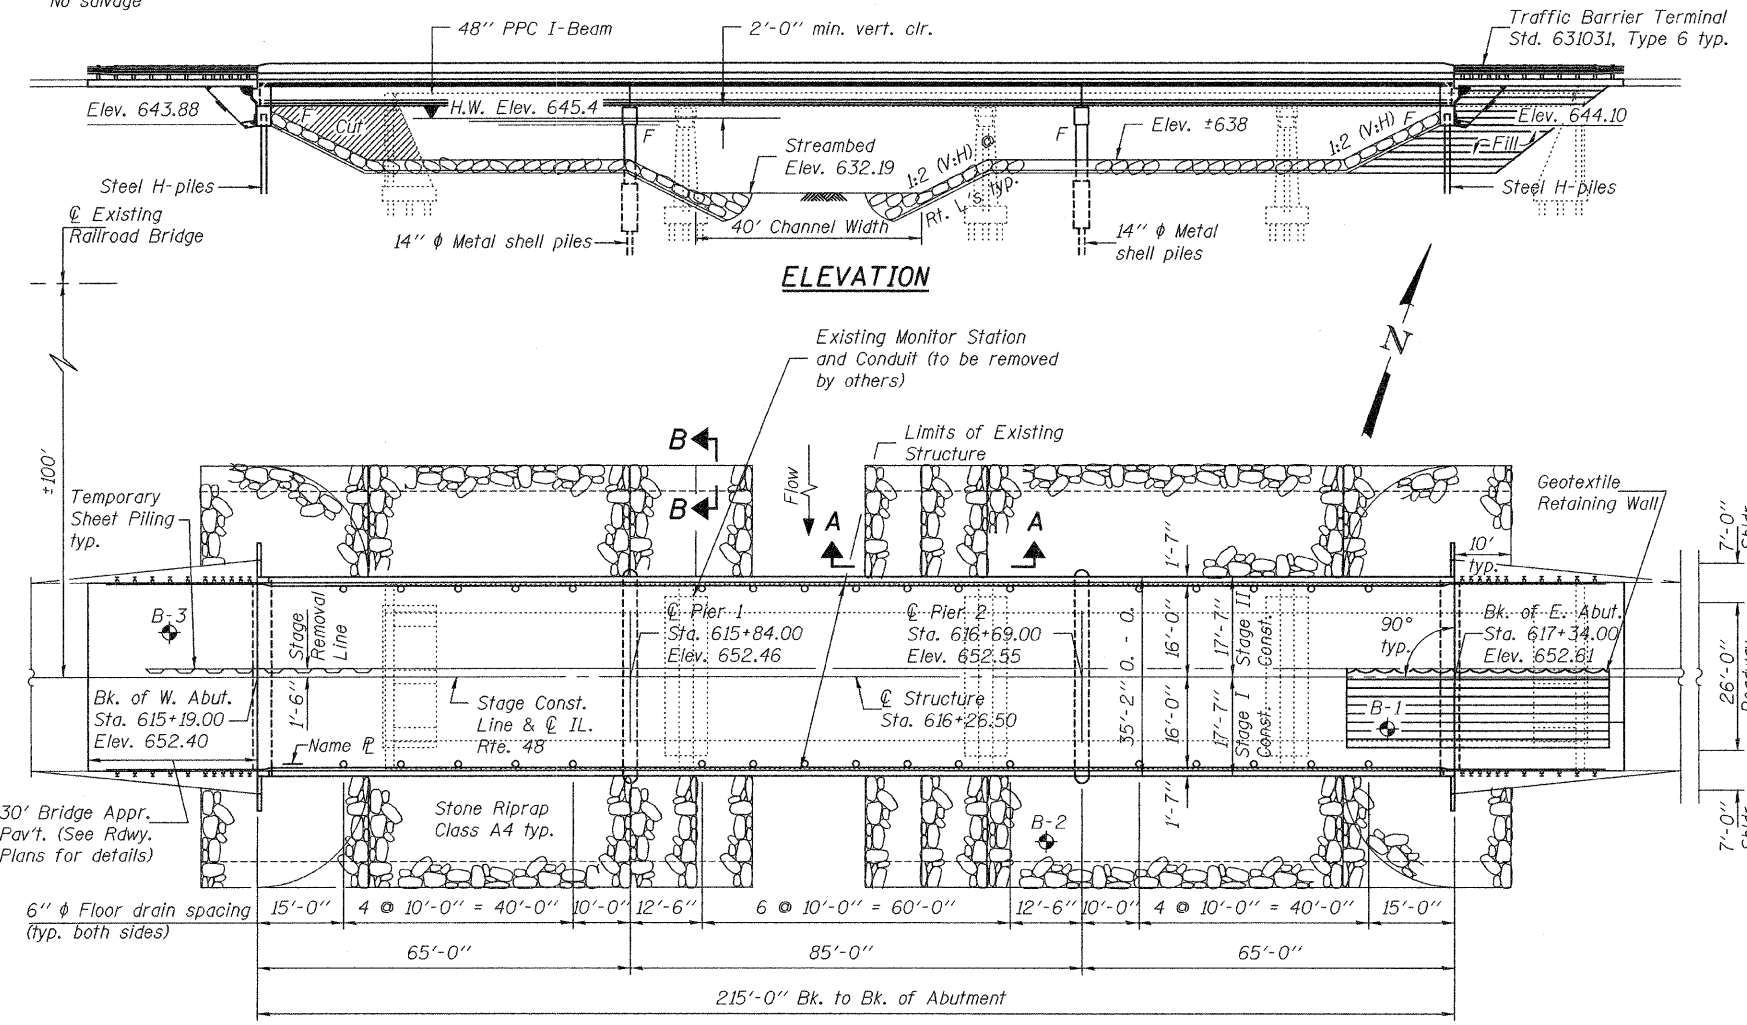 No salvage
48" PPC I-Beam
2'-0" min. vert. clr.
Traffic Barrier Terminal
Std. 631031, Type 6 typ.
Elev. 643.88
F
Cut
H.W. Elev. 645.4
F
F
Elev. ±638
1:2 (V:H)
F
Elev. 644.10
Fill
Streambed
Elev. 632.19
1:2 (V:H) @
Rt. L's typ.
Steel H-piles
Steel H-piles
℄ Existing
Railroad Bridge
14" ϕ Metal shell piles
40' Channel Width
14" ϕ Metal
shell piles
ELEVATION
N
Existing Monitor Station
and Conduit (to be removed
by others)
±100'
B
B
Flow
Limits of Existing
Structure
A
A
Temporary
Sheet Piling
typ.
Geotextile
Retaining Wall
10'
typ.
7'-0"
1'-7"
B-3
Stage
Removal
Line
℄ Pier 1
Sta. 615+84.00
Elev. 652.46
℄ Pier 2
Sta. 616+69.00
Elev. 652.55
35'-2" O. - O.
16'-0"
17'-7"
Stage II
Const.
90°
typ.
Bk. of E. Abut.
Sta. 617+34.00
Elev. 652.61
Bk. of W. Abut.
Sta. 615+19.00
Elev. 652.40
1'-6"
Name ℄
Stage Const.
Line & ℄ IL.
Rte. 48
℄ Structure
Sta. 616+26.50
16'-0"
17'-7"
Stage I
Const.
B-1
26'-0"
30' Bridge Appr.
Pav't. (See Rdwy.
Plans for details)
Stone Riprap
Class A4 typ.
B-2
1'-7"
7'-0"
6" ϕ Floor drain spacing
(typ. both sides)
15'-0"
4 @ 10'-0" = 40'-0"
10'-0"
12'-6"
6 @ 10'-0" = 60'-0"
12'-6"
10'-0"
4 @ 10'-0" = 40'-0"
15'-0"
65'-0"
85'-0"
65'-0"
215'-0" Bk. to Bk. of Abutment